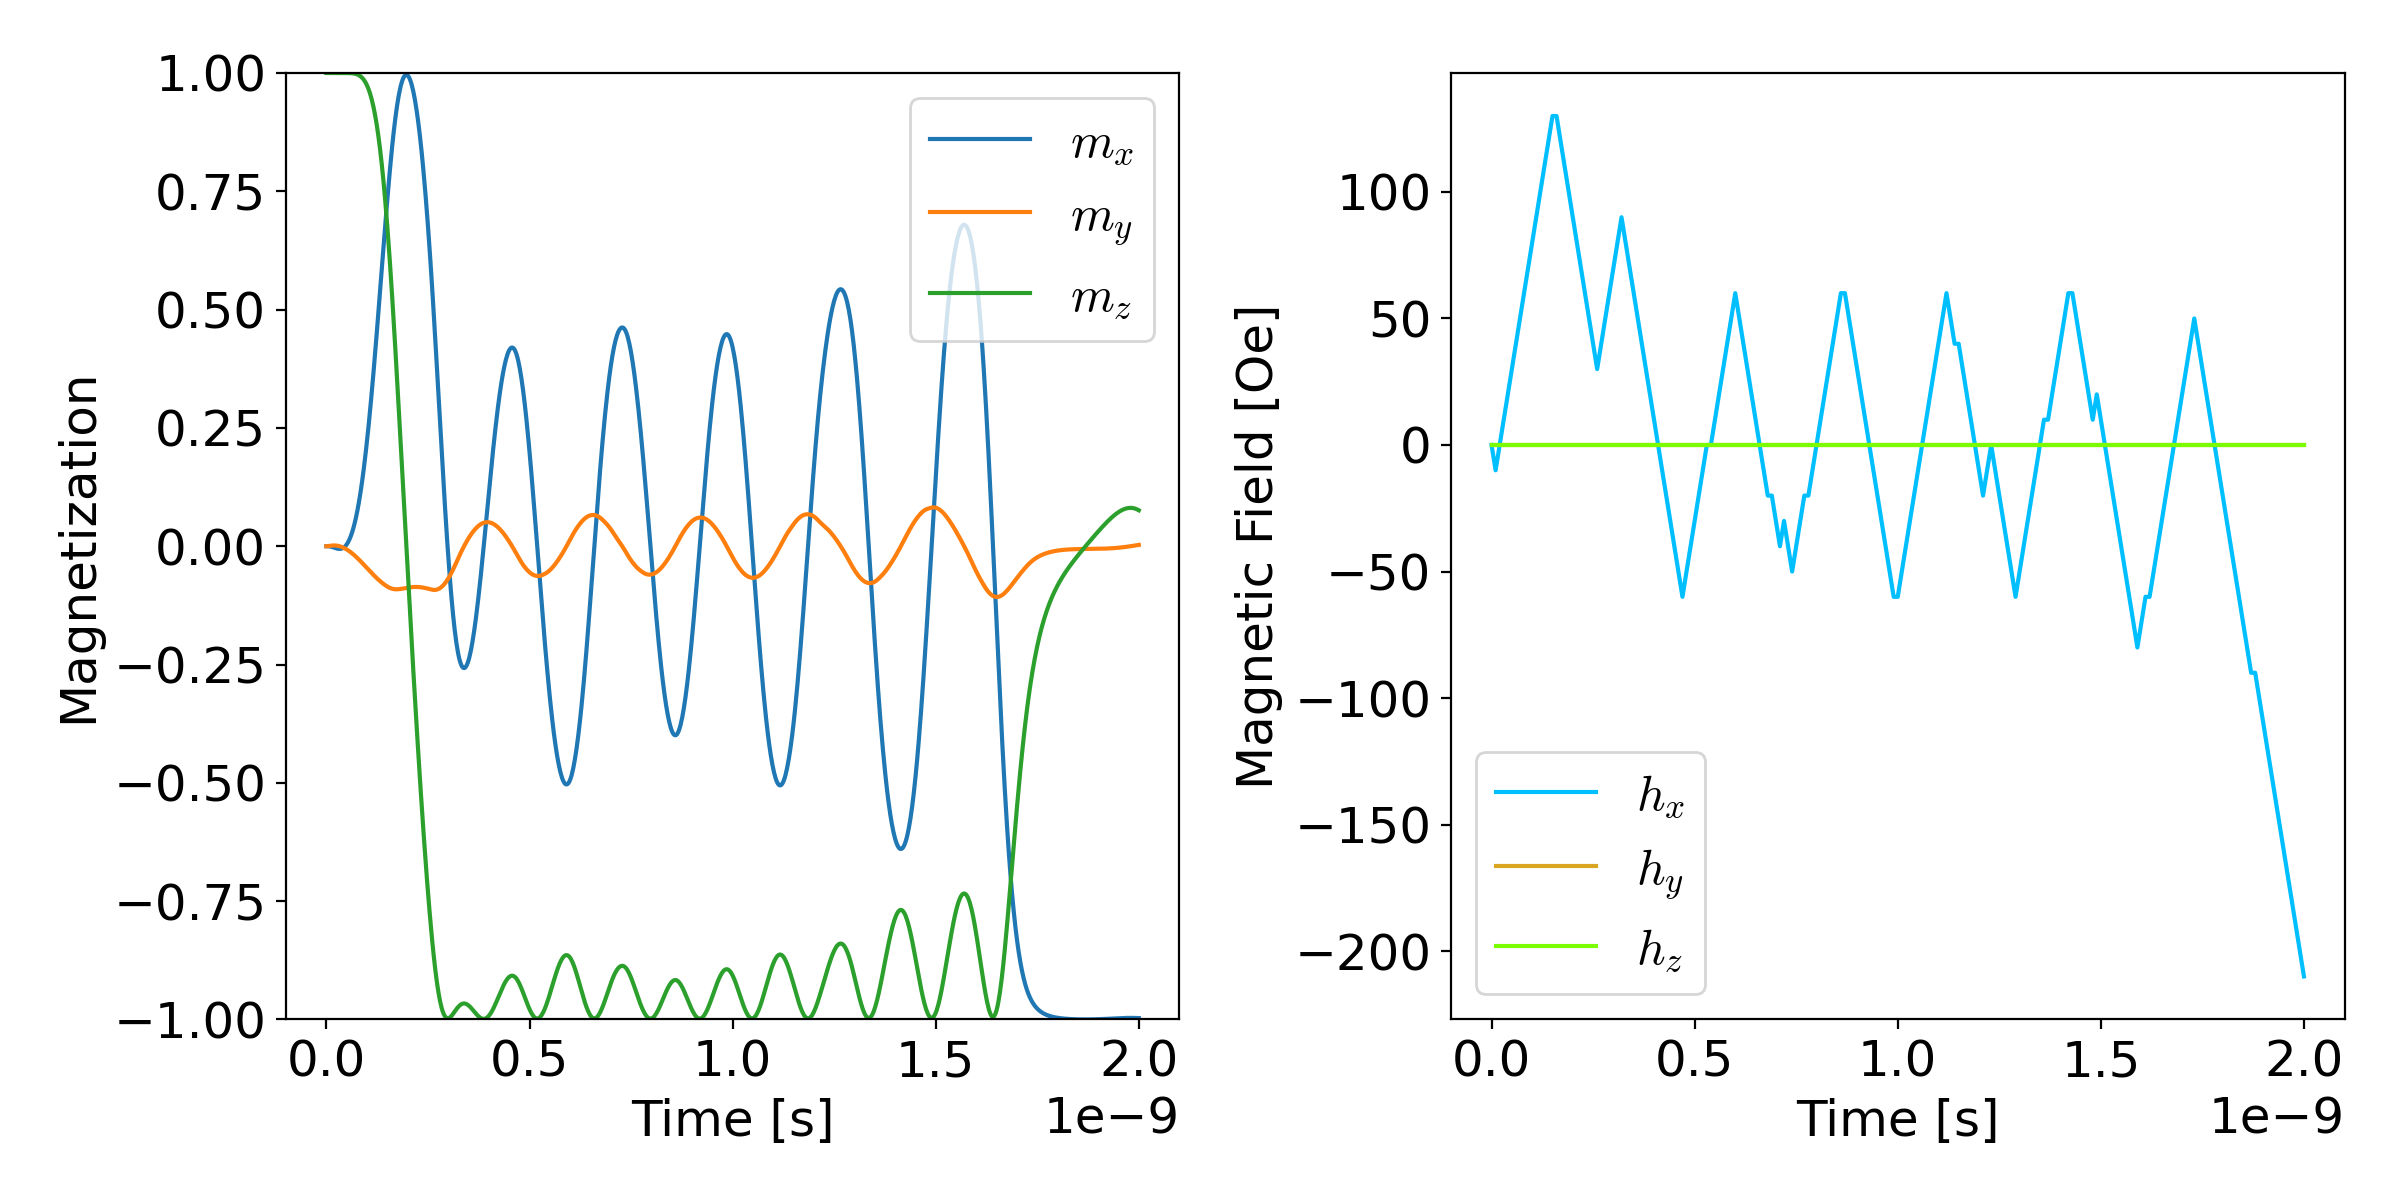 Magnetization
1.00
0.75
0.50
0.25
0.00
−0.25
−0.50
−0.75
−1.00
0.0 0.5 1.0 1.5 2.0
Time [s]
1e−9
m_x
m_y
m_z
Magnetic Field [Oe]
100
50
0
−50
−100
−150
−200
0.0 0.5 1.0 1.5 2.0
Time [s]
1e−9
h_x
h_y
h_z